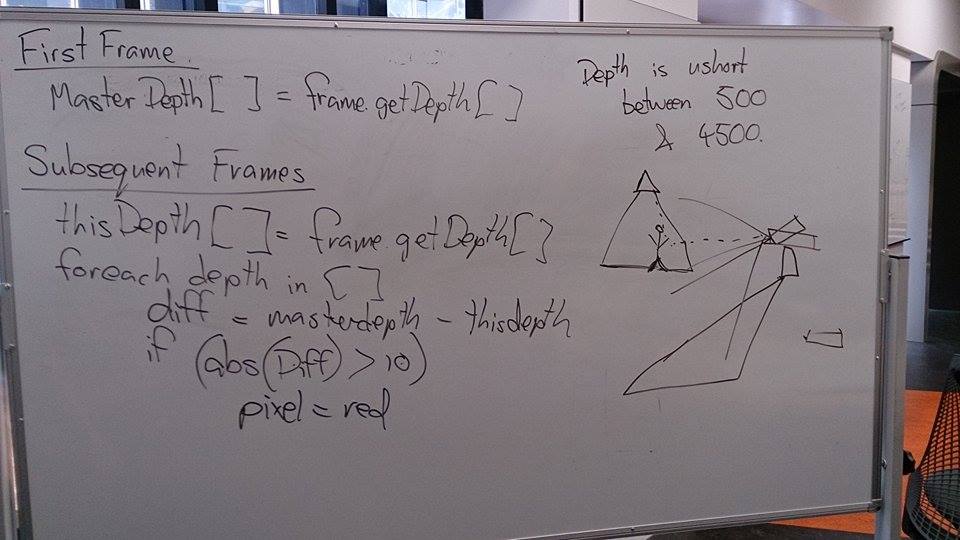 First Frame
Master Depth[ ] = frame.getDepth[ ]
Subsequent Frames
thisDepth[ ] = frame.getDepth[ ]
foreach depth in [ ]
diff = masterdepth - thisdepth
if (abs(Diff) > 10)
pixel = red
Depth is ushort
between 500
& 4500.